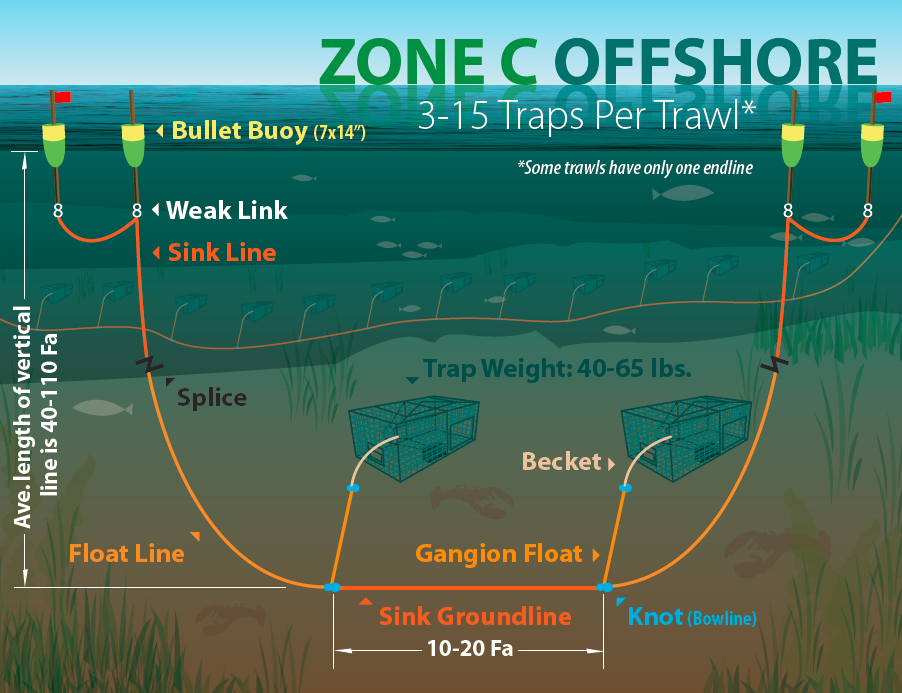 ZONE C OFFSHORE
3-15 Traps Per Trawl*
Bullet Buoy (7x14")
*Some trawls have only one endline
8
8
8
8
Weak Link
Sink Line
Ave. length of vertical
line is 40-110 Fa
Trap Weight: 40-65 lbs.
Splice
Becket
Float Line
Gangion Float
Sink Groundline
Knot (Bowline)
10-20 Fa